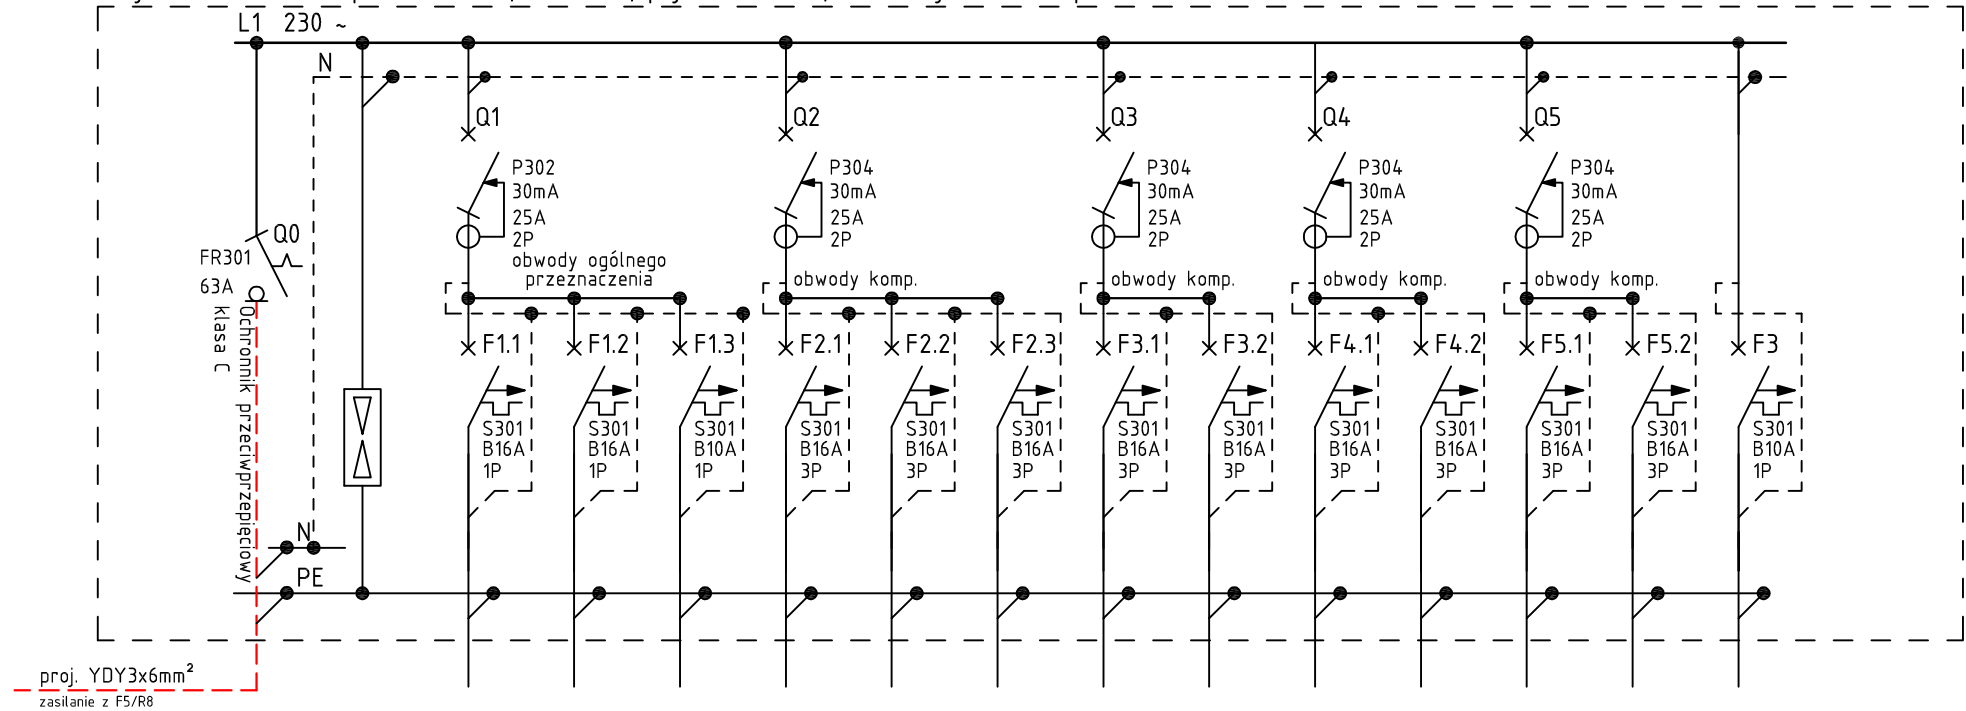 L1 230 ~
N
Q1
Q2
Q3
Q4
Q5
P302
30mA
25A
2P
P304
30mA
25A
2P
P304
30mA
25A
2P
P304
30mA
25A
2P
P304
30mA
25A
2P
Q0
FR301
63A
obwody ogólnego
przeznaczenia
obwody komp.
obwody komp.
obwody komp.
obwody komp.
Ochronnik przeciwprzepięciowy
klasa C
F1.1
F1.2
F1.3
F2.1
F2.2
F2.3
F3.1
F3.2
F4.1
F4.2
F5.1
F5.2
F3
S301
B16A
1P
S301
B16A
1P
S301
B10A
1P
S301
B16A
3P
S301
B16A
3P
S301
B16A
3P
S301
B16A
3P
S301
B16A
3P
S301
B16A
3P
S301
B16A
3P
S301
B16A
3P
S301
B16A
3P
S301
B10A
1P
N
PE
proj. YDY3x6mm²
zasilanie z F5/R8